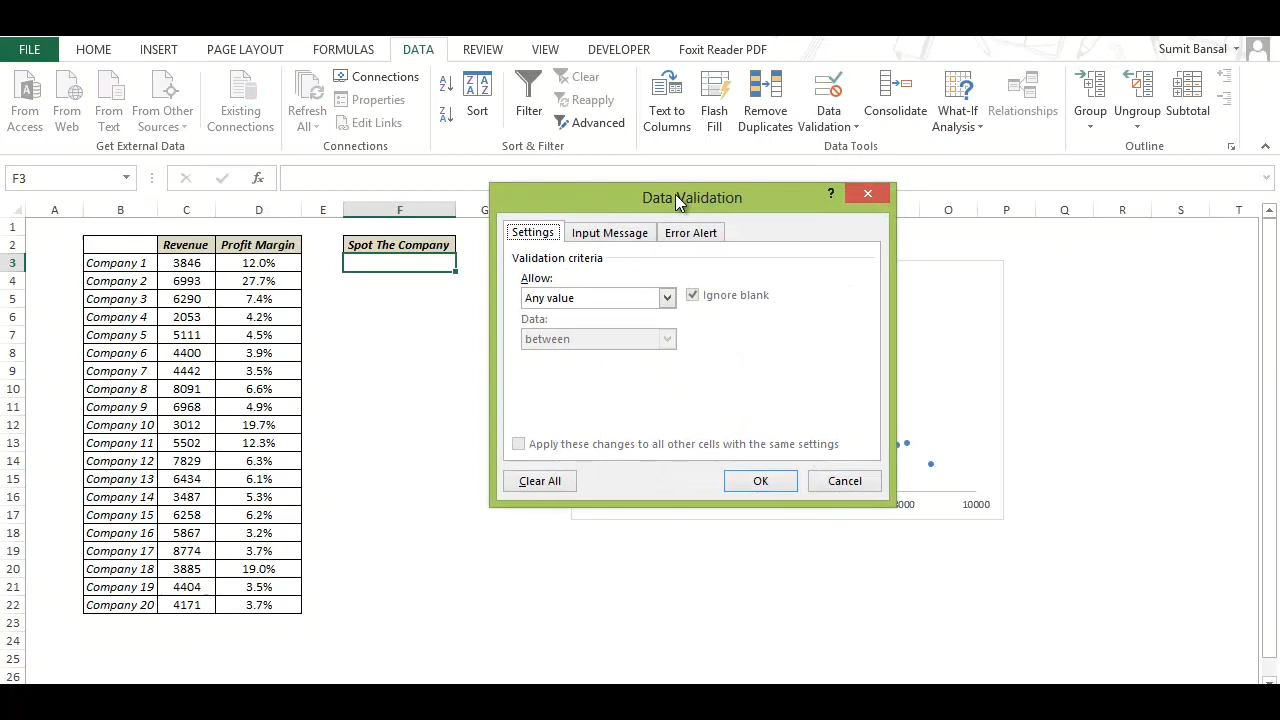 FILE HOME INSERT PAGE LAYOUT FORMULAS DATA REVIEW VIEW DEVELOPER Foxit Reader PDF Sumit Bansal
From Access
From Web
From Text
From Other Sources
Existing Connections
Get External Data
Refresh All
Connections
Properties
Edit Links
Connections
Sort
Filter
Clear
Reapply
Advanced
Sort & Filter
Text to Columns
Flash Fill
Remove Duplicates
Data Validation
Consolidate
What-If Analysis
Relationships
Data Tools
Group
Ungroup
Subtotal
Outline
F3 fx
A B C D E F G O P Q R S T
1
2 Revenue Profit Margin Spot The Company
3 Company 1 3846 12.0%
4 Company 2 6993 27.7%
5 Company 3 6290 7.4%
6 Company 4 2053 4.2%
7 Company 5 5111 4.5%
8 Company 6 4400 3.9%
9 Company 7 4442 3.5%
10 Company 8 8091 6.6%
11 Company 9 6968 4.9%
12 Company 10 3012 19.7%
13 Company 11 5502 12.3%
14 Company 12 7829 6.3%
15 Company 13 6434 6.1%
16 Company 14 3487 5.3%
17 Company 15 6258 6.2%
18 Company 16 5867 3.2%
19 Company 17 8774 3.7%
20 Company 18 3885 19.0%
21 Company 19 4404 3.5%
22 Company 20 4171 3.7%
23
24
25
26
Data Validation ?
Settings Input Message Error Alert
Validation criteria
Allow:
Any value Ignore blank
Data:
between
Apply these changes to all other cells with the same settings
Clear All OK Cancel
10000